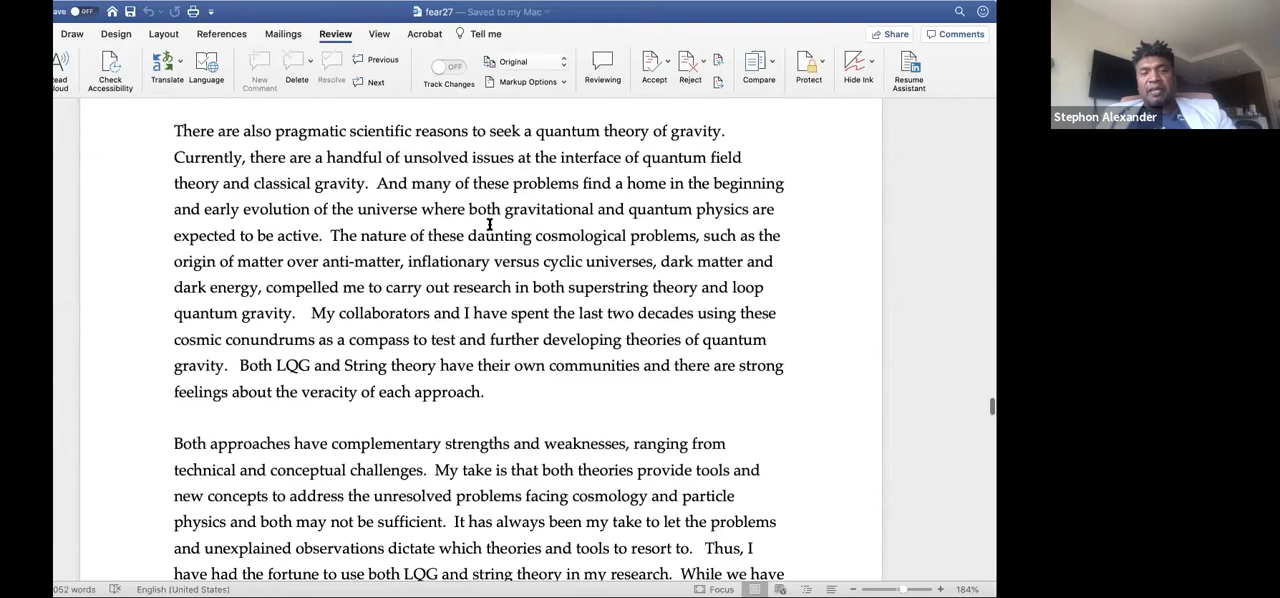 ave OFF
fear27 — Saved to my Mac
Draw Design Layout References Mailings Review View Acrobat Tell me
Share Comments
Check Accessibility
Translate
Language
New Comment
Delete
Resolve
Previous
Next
OFF
Track Changes
Original
Markup Options
Reviewing
Accept
Reject
Compare
Protect
Hide Ink
Resume Assistant
Stephon Alexander
There are also pragmatic scientific reasons to seek a quantum theory of gravity.
Currently, there are a handful of unsolved issues at the interface of quantum field
theory and classical gravity. And many of these problems find a home in the beginning
and early evolution of the universe where both gravitational and quantum physics are
expected to be active. The nature of these daunting cosmological problems, such as the
origin of matter over anti-matter, inflationary versus cyclic universes, dark matter and
dark energy, compelled me to carry out research in both superstring theory and loop
quantum gravity. My collaborators and I have spent the last two decades using these
cosmic conundrums as a compass to test and further developing theories of quantum
gravity. Both LQG and String theory have their own communities and there are strong
feelings about the veracity of each approach.
Both approaches have complementary strengths and weaknesses, ranging from
technical and conceptual challenges. My take is that both theories provide tools and
new concepts to address the unresolved problems facing cosmology and particle
physics and both may not be sufficient. It has always been my take to let the problems
and unexplained observations dictate which theories and tools to resort to. Thus, I
have had the fortune to use both LQG and string theory in my research. While we have
052 words English (United States) Focus 184%